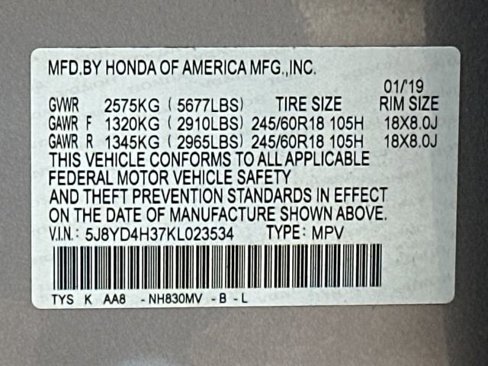 MFD.BY HONDA OF AMERICA MFG.,INC.
01/'19
GVWR 2575KG ( 5677LBS) TIRE SIZE RIM SIZE
GAWR F 1320KG ( 2910LBS) 245/60R18 105H 18X8.0J
GAWR R 1345KG ( 2965LBS) 245/60R18 105H 18X8.0J
THIS VEHICLE CONFORMS TO ALL APPLICABLE
FEDERAL MOTOR VEHICLE SAFETY
AND THEFT PREVENTION STANDARDS IN EFFECT
ON THE DATE OF MANUFACTURE SHOWN ABOVE.
V.I.N.: 5J8YD4H37KL023534 TYPE: MPV
TYS K AA8 - NH830MV - B - L